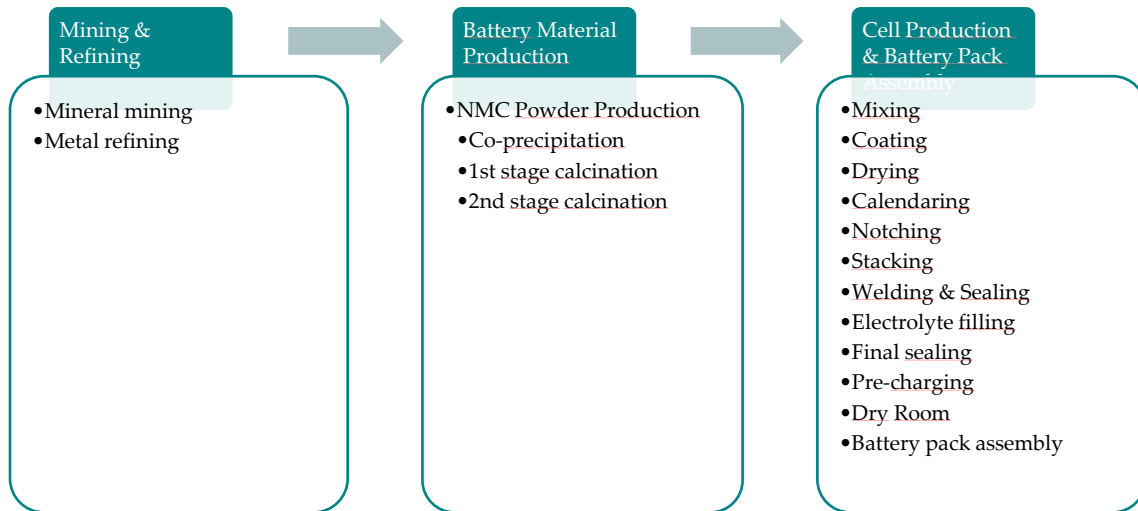 Mining &
Refining
•Mineral mining
•Metal refining
Battery Material
Production
•NMC Powder Production
•Co-precipitation
•1st stage calcination
•2nd stage calcination
Cell Production
& Battery Pack
Assembly
•Mixing
•Coating
•Drying
•Calendaring
•Notching
•Stacking
•Welding & Sealing
•Electrolyte filling
•Final sealing
•Pre-charging
•Dry Room
•Battery pack assembly